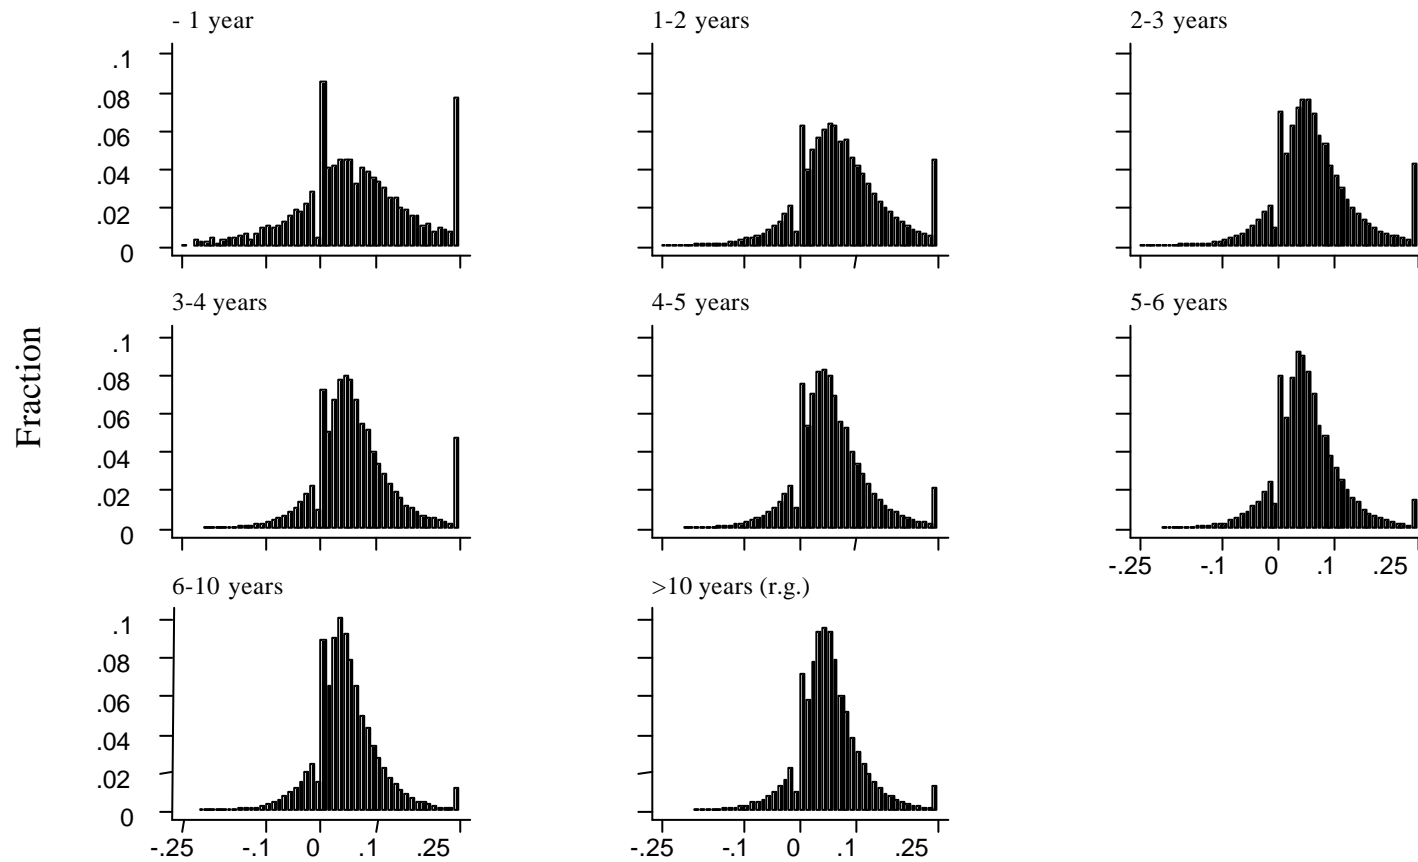 - 1 year
1-2 years
2-3 years
.1
.08
.06
.04
.02
0
3-4 years
4-5 years
5-6 years
Fraction
.1
.08
.06
.04
.02
0
-.25 -.1 0 .1 .25
6-10 years
>10 years (r.g.)
.1
.08
.06
.04
.02
0
-.25 -.1 0 .1 .25
-.25 -.1 0 .1 .25